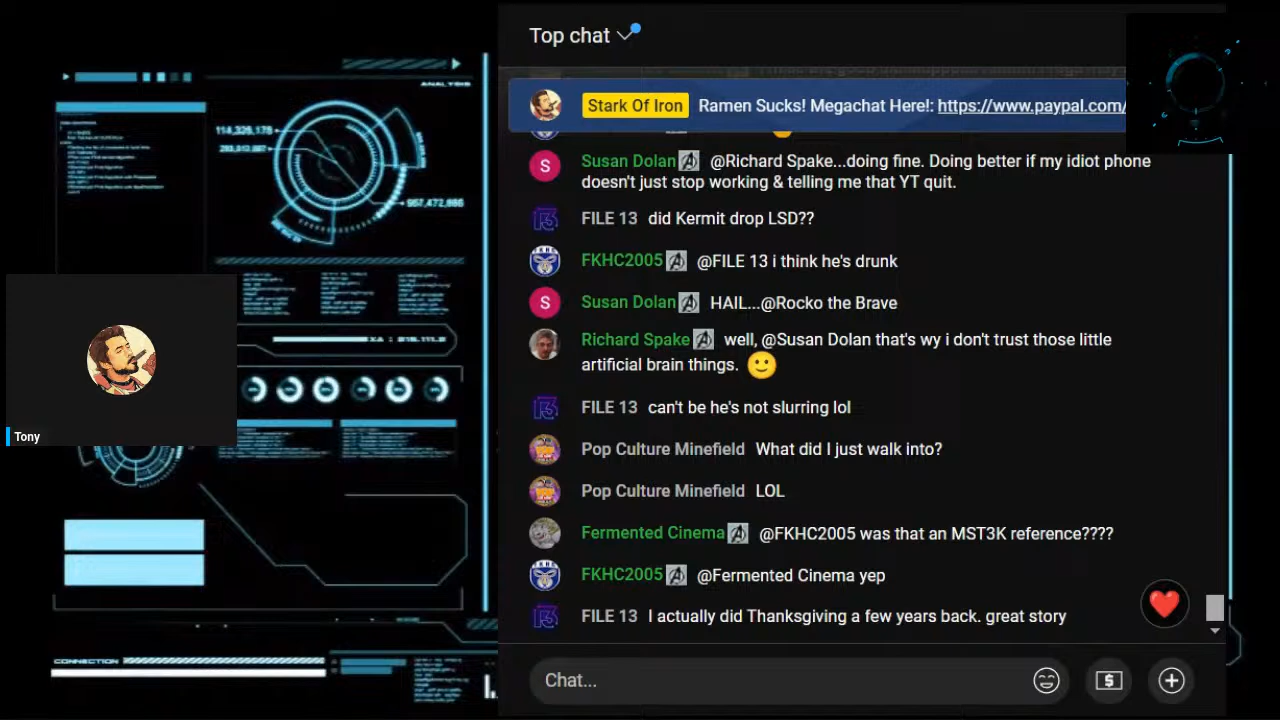 Top chat
ANALYSIS
Stark Of Iron Ramen Sucks! Megachat Here!: https://www.paypal.com/
114,326,178
Susan Dolan @Richard Spake...doing fine. Doing better if my idiot phone
doesn't just stop working & telling me that YT quit.
957,472,886
FILE 13 did Kermit drop LSD??
FKHC2005 @FILE 13 i think he's drunk
Susan Dolan HAIL...@Rocko the Brave
Richard Spake well, @Susan Dolan that's wy i don't trust those little
artificial brain things.
FILE 13 can't be he's not slurring lol
Tony
Pop Culture Minefield What did I just walk into?
Pop Culture Minefield LOL
Fermented Cinema @FKHC2005 was that an MST3K reference????
FKHC2005 @Fermented Cinema yep
FILE 13 I actually did Thanksgiving a few years back. great story
CONNECTION
Chat...